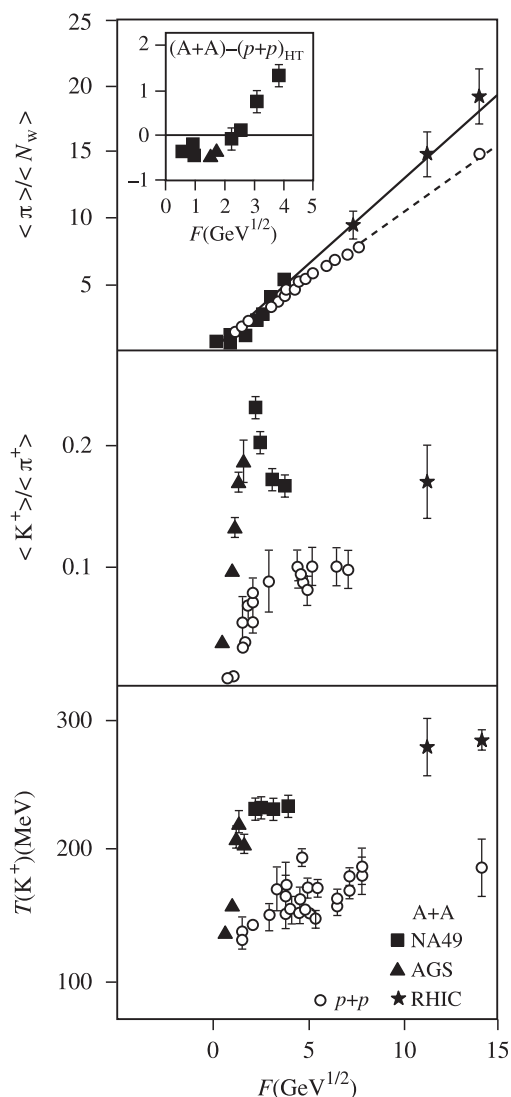 25
20
15
10
5
<π>/<N_w>
2
1
0
−1
(A+A)−(p+p)_HT
0 1 2 3 4 5
F(GeV^1/2)
0.2
0.1
<K^+>/<π^+>
300
200
100
T(K^+)(MeV)
A+A
NA49
AGS
RHIC
p+p
0 5 10 15
F(GeV^1/2)